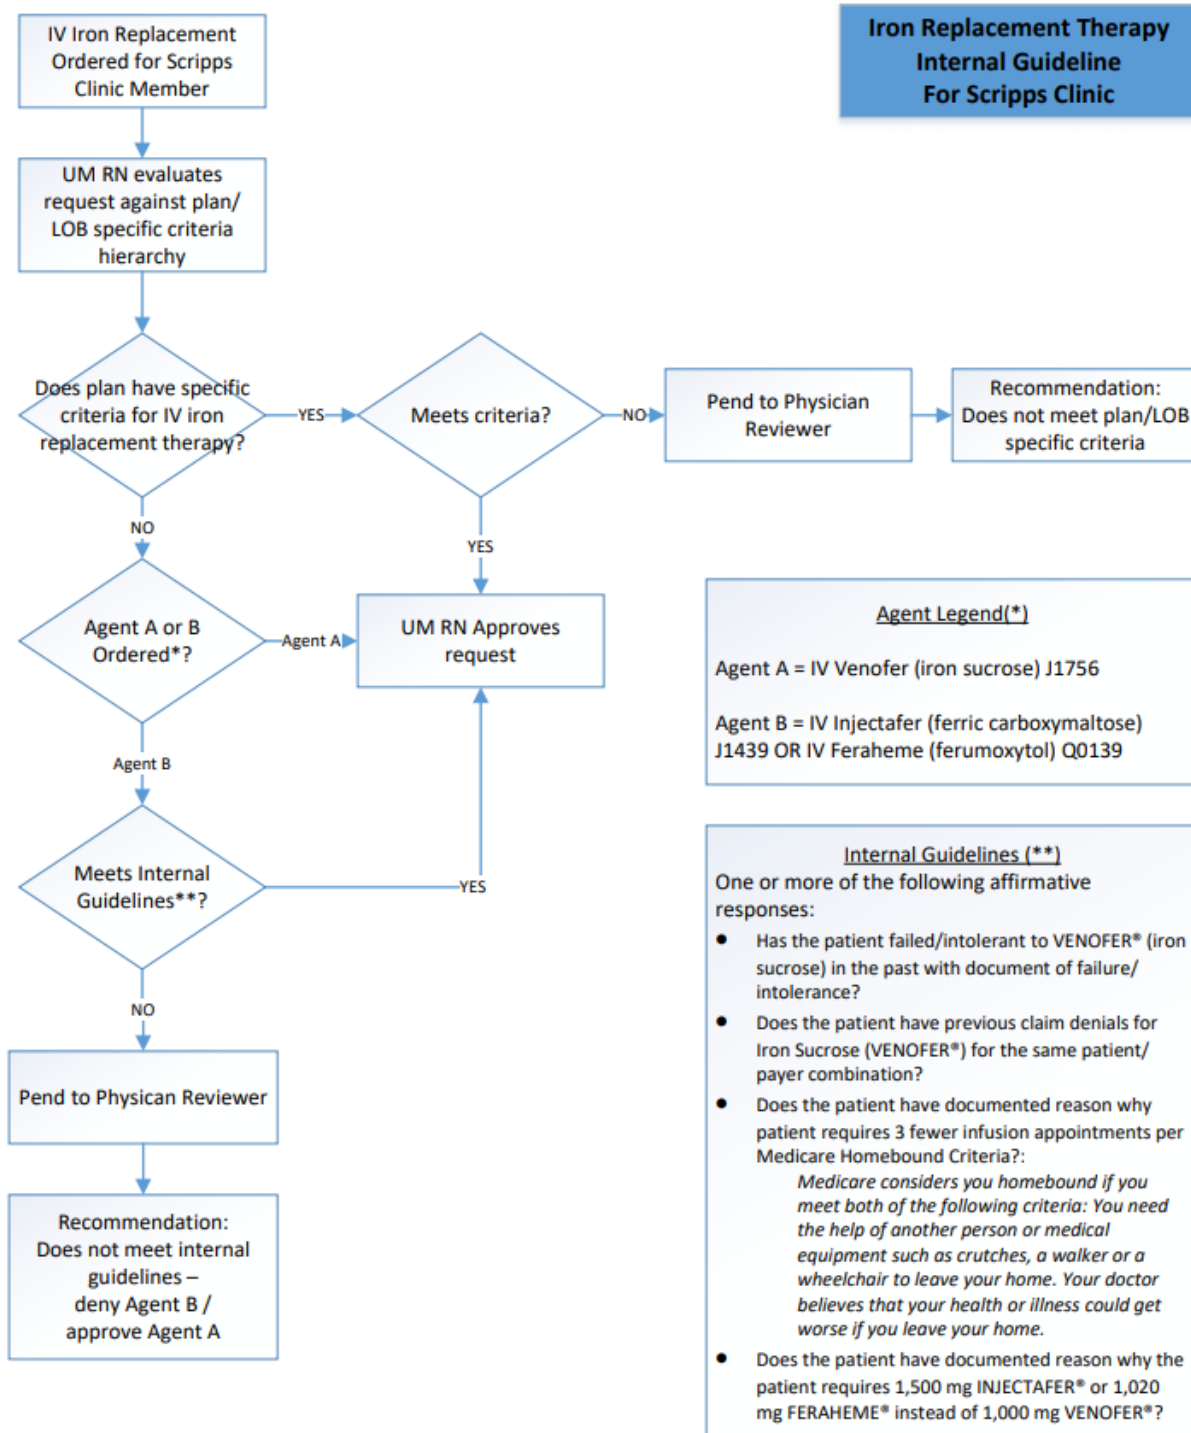 Iron Replacement Therapy
Internal Guideline
For Scripps Clinic
IV Iron Replacement
Ordered for Scripps
Clinic Member
UM RN evaluates
request against plan/
LOB specific criteria
hierarchy
Does plan have specific
criteria for IV iron
replacement therapy?
YES
Meets criteria?
NO
Pend to Physician
Reviewer
Recommendation:
Does not meet plan/LOB
specific criteria
NO
YES
Agent A or B
Ordered*?
Agent A
UM RN Approves
request
Agent B
Meets Internal
Guidelines**?
YES
NO
Pend to Physican Reviewer
Recommendation:
Does not meet internal
guidelines –
deny Agent B /
approve Agent A
Agent Legend(*)
Agent A = IV Venofer (iron sucrose) J1756
Agent B = IV Injectafer (ferric carboxymaltose)
J1439 OR IV Feraheme (ferumoxytol) Q0139
Internal Guidelines (**)
One or more of the following affirmative
responses:
● Has the patient failed/intolerant to VENOFER® (iron
sucrose) in the past with document of failure/
intolerance?
● Does the patient have previous claim denials for
Iron Sucrose (VENOFER®) for the same patient/
payer combination?
● Does the patient have documented reason why
patient requires 3 fewer infusion appointments per
Medicare Homebound Criteria?:
Medicare considers you homebound if you
meet both of the following criteria: You need
the help of another person or medical
equipment such as crutches, a walker or a
wheelchair to leave your home. Your doctor
believes that your health or illness could get
worse if you leave your home.
● Does the patient have documented reason why the
patient requires 1,500 mg INJECTAFER® or 1,020
mg FERAHEME® instead of 1,000 mg VENOFER®?